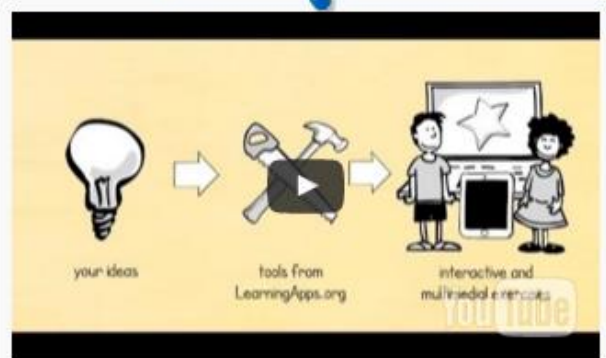 your ideas
tools from
LearningApps.org
interactive and
multimedial exercises
YouTube